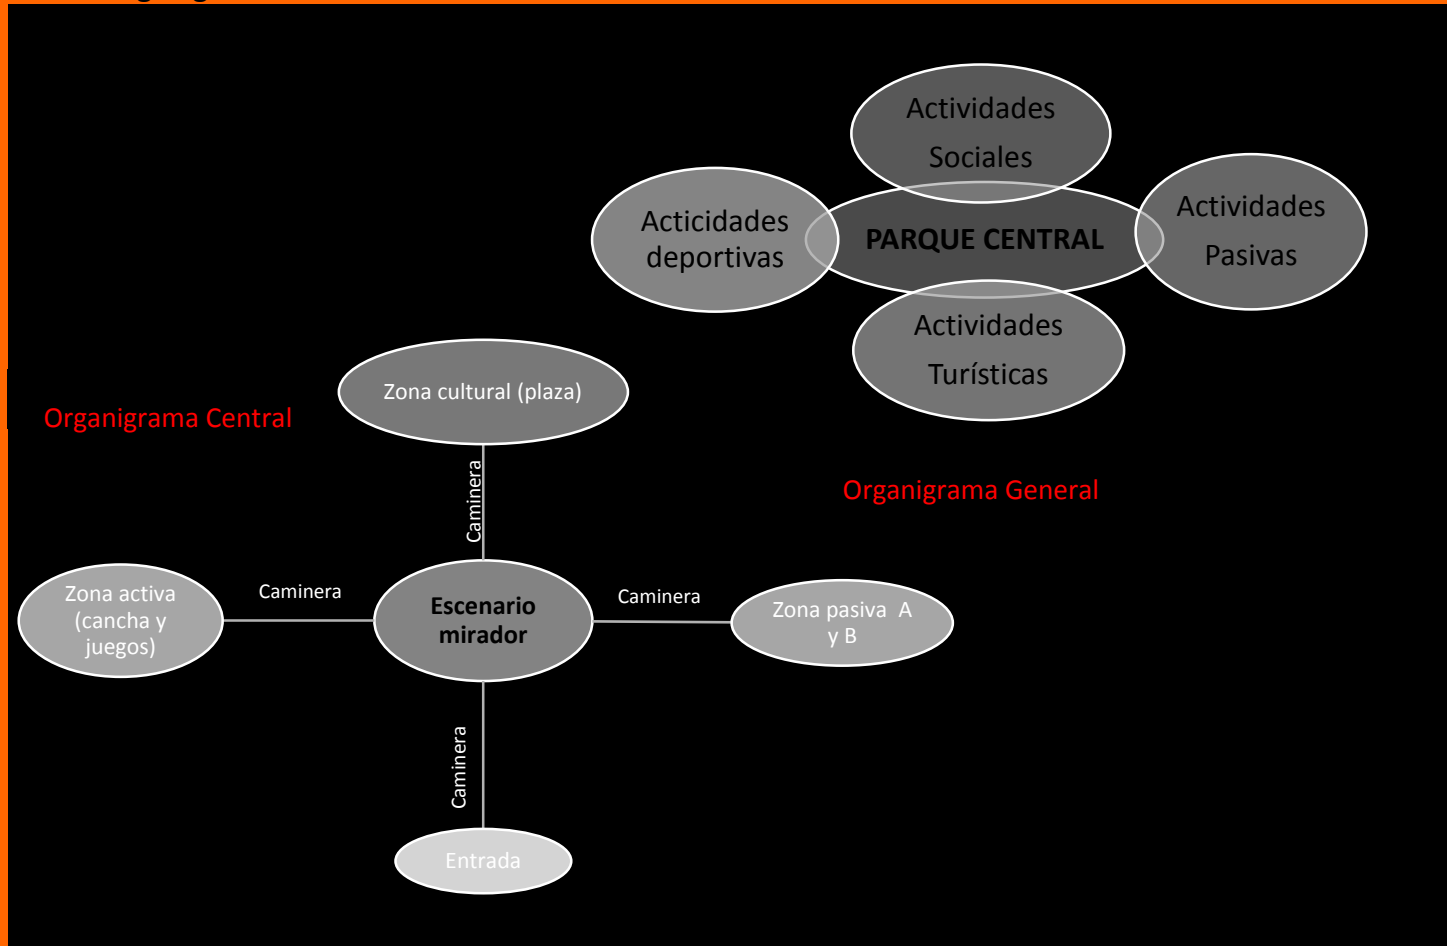 Actividades
Sociales
Acticidades
deportivas
PARQUE CENTRAL
Actividades
Pasivas
Actividades
Turísticas
Zona cultural (plaza)
Organigrama Central
Caminera
Organigrama General
Zona activa
(cancha y
juegos)
Caminera
Escenario
mirador
Caminera
Zona pasiva A
y B
Caminera
Entrada